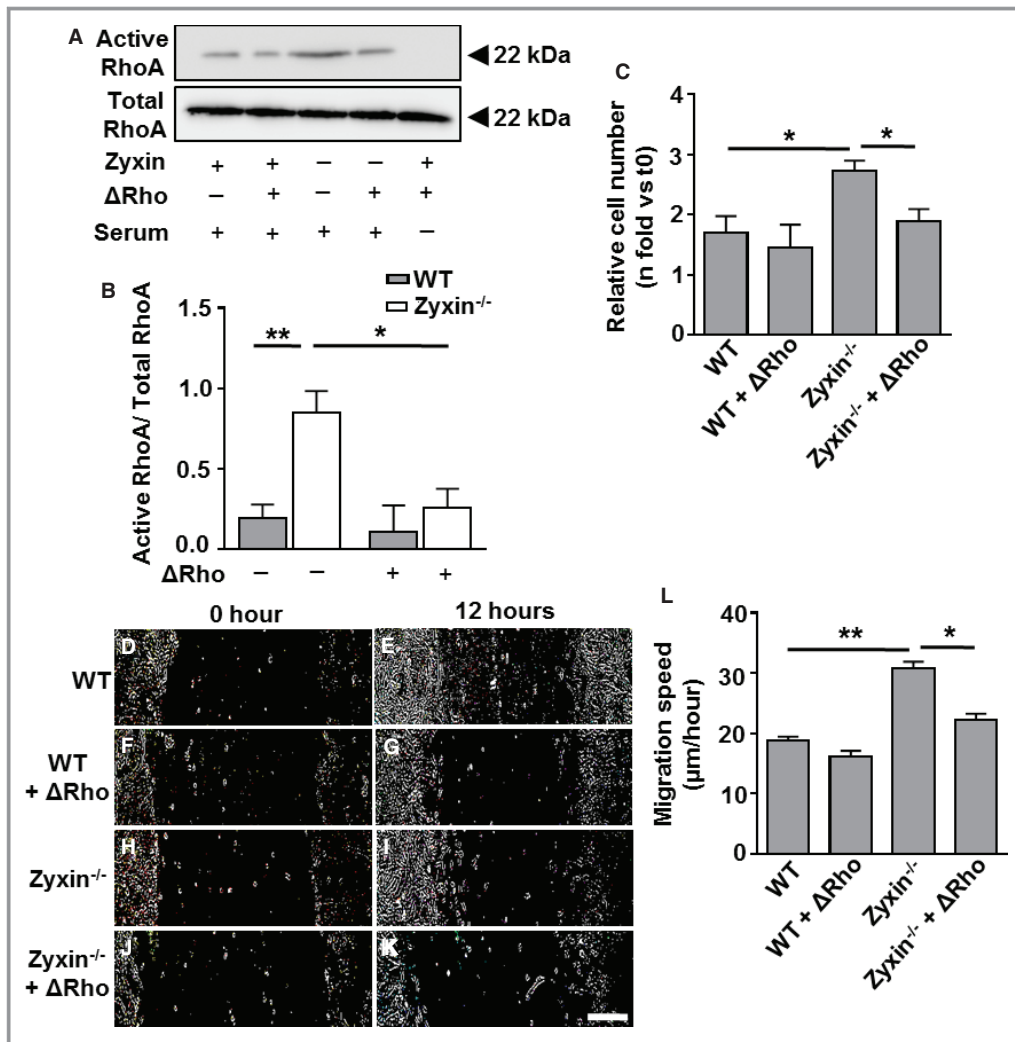 A
Active
RhoA
22 kDa
Total
RhoA
22 kDa
Zyxin + + – – +
ΔRho – + – + +
Serum + + + + –
B
WT
Zyxin-/-
Active RhoA/ Total RhoA
1.5
1.0
0.5
0.0
** *
ΔRho – – + +
C
Relative cell number
(n fold vs t0)
4
3
2
1
0
* *
WT
WT + ΔRho
Zyxin-/-
Zyxin-/- + ΔRho
0 hour 12 hours
WT
D E
WT
+ ΔRho
F G
Zyxin-/-
H I
Zyxin-/-
+ ΔRho
J K
L
Migration speed
(µm/hour)
40
30
20
10
0
** *
WT
WT + ΔRho
Zyxin-/-
Zyxin-/- + ΔRho